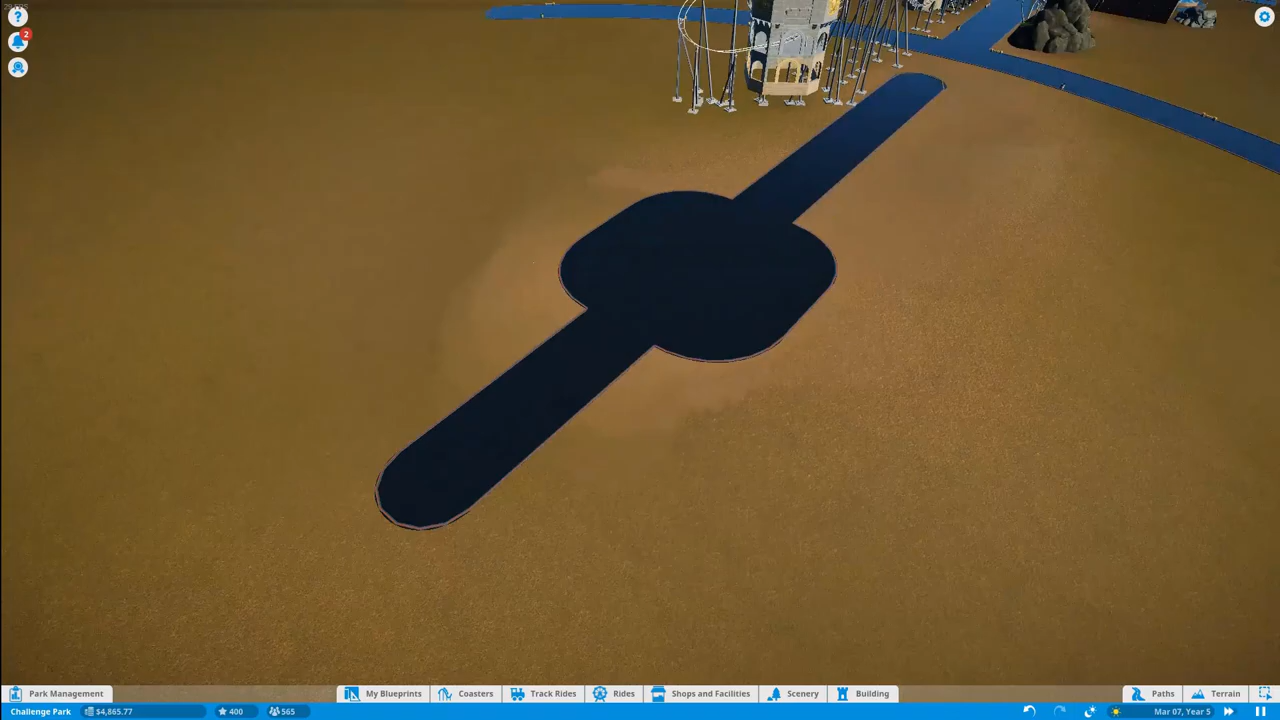 ?
2
Park Management
My Blueprints
Coasters
Track Rides
Rides
Shops and Facilities
Scenery
Building
Paths
Terrain
Challenge Park
$4,865.77
400
565
Mar 07, Year 5